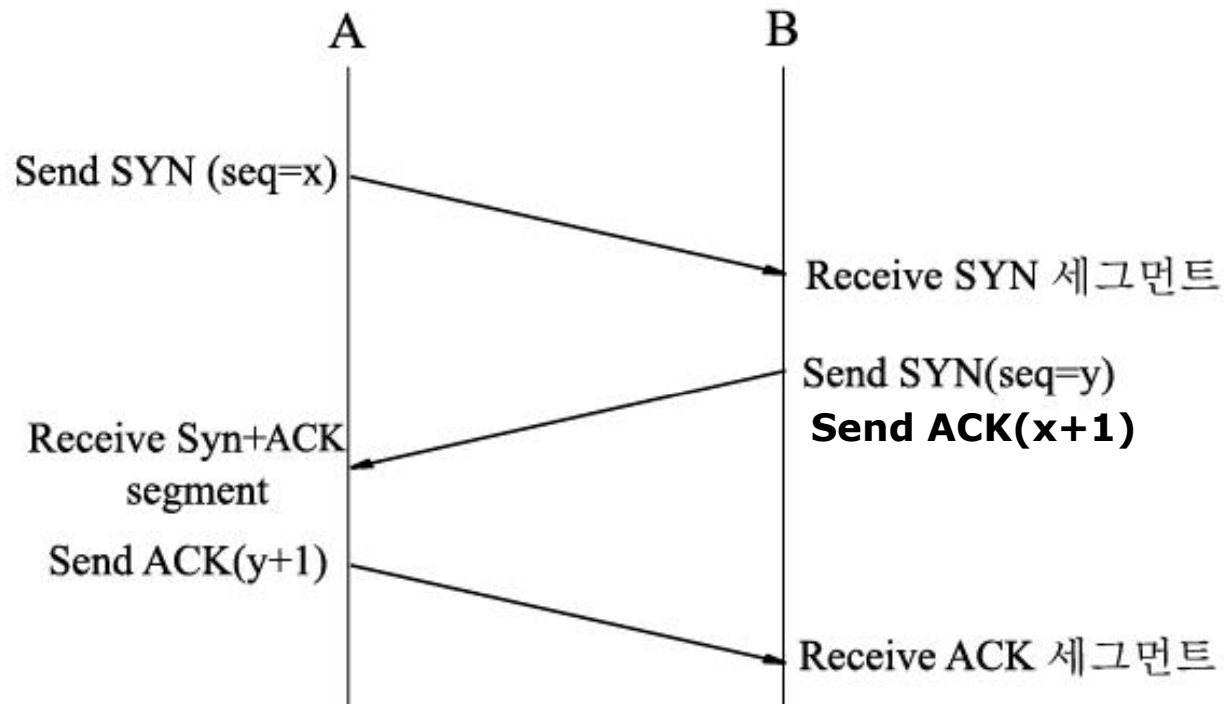 A
B
Send SYN (seq=x)
Receive SYN 세그먼트
Send SYN(seq=y)
Send ACK(x+1)
Receive Syn+ACK
segment
Send ACK(y+1)
Receive ACK 세그먼트